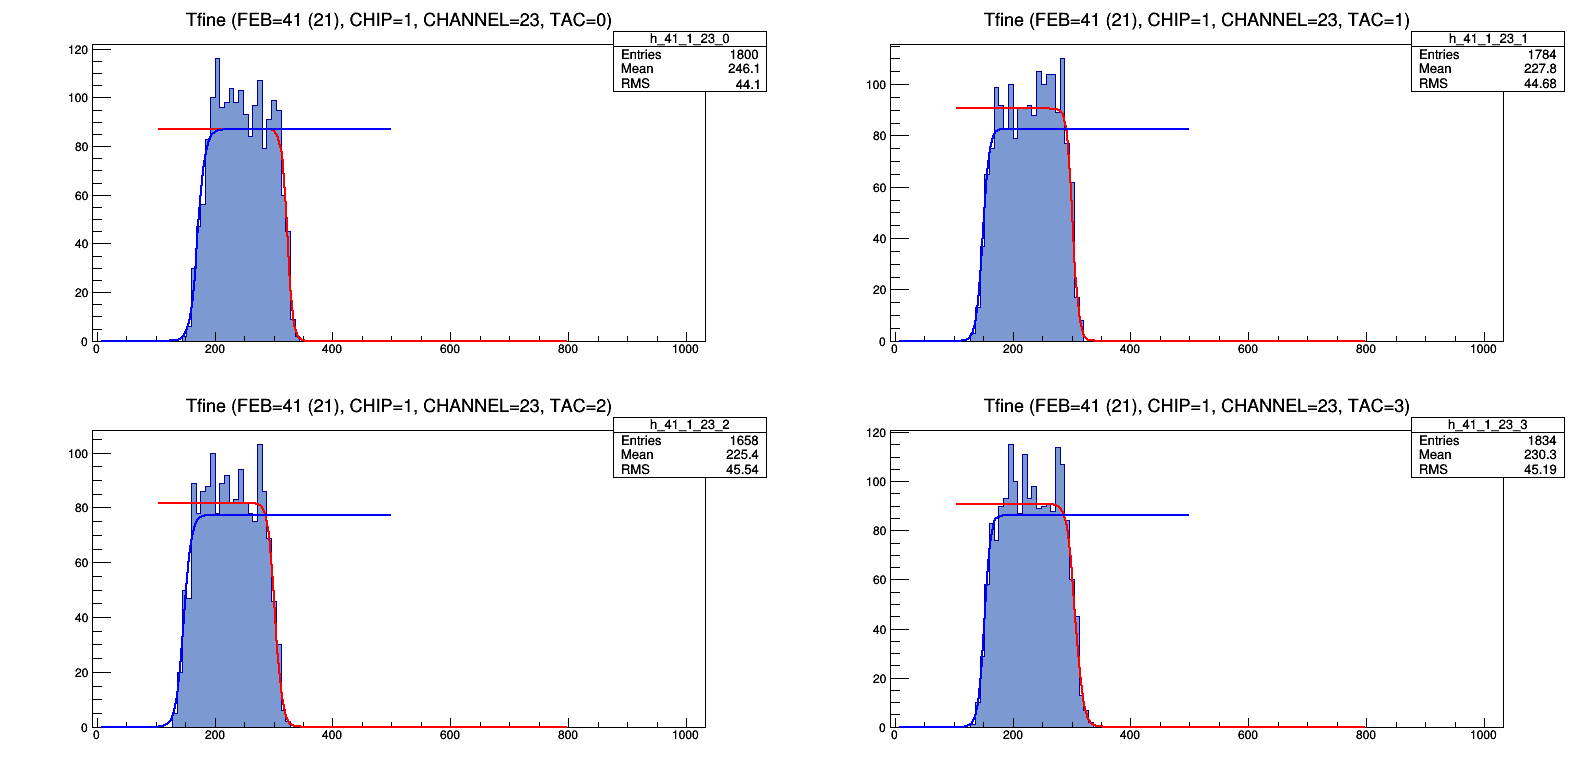 Tfine (FEB=41 (21), CHIP=1, CHANNEL=23, TAC=0)
h_41_1_23_0
Entries 1800
Mean 246.1
RMS 44.1
120
100
80
60
40
20
0
0 200 400 600 800 1000
Tfine (FEB=41 (21), CHIP=1, CHANNEL=23, TAC=1)
h_41_1_23_1
Entries 1784
Mean 227.8
RMS 44.68
100
80
60
40
20
0
0 200 400 600 800 1000
Tfine (FEB=41 (21), CHIP=1, CHANNEL=23, TAC=2)
h_41_1_23_2
Entries 1658
Mean 225.4
RMS 45.54
100
80
60
40
20
0
0 200 400 600 800 1000
Tfine (FEB=41 (21), CHIP=1, CHANNEL=23, TAC=3)
h_41_1_23_3
Entries 1834
Mean 230.3
RMS 45.19
120
100
80
60
40
20
0
0 200 400 600 800 1000